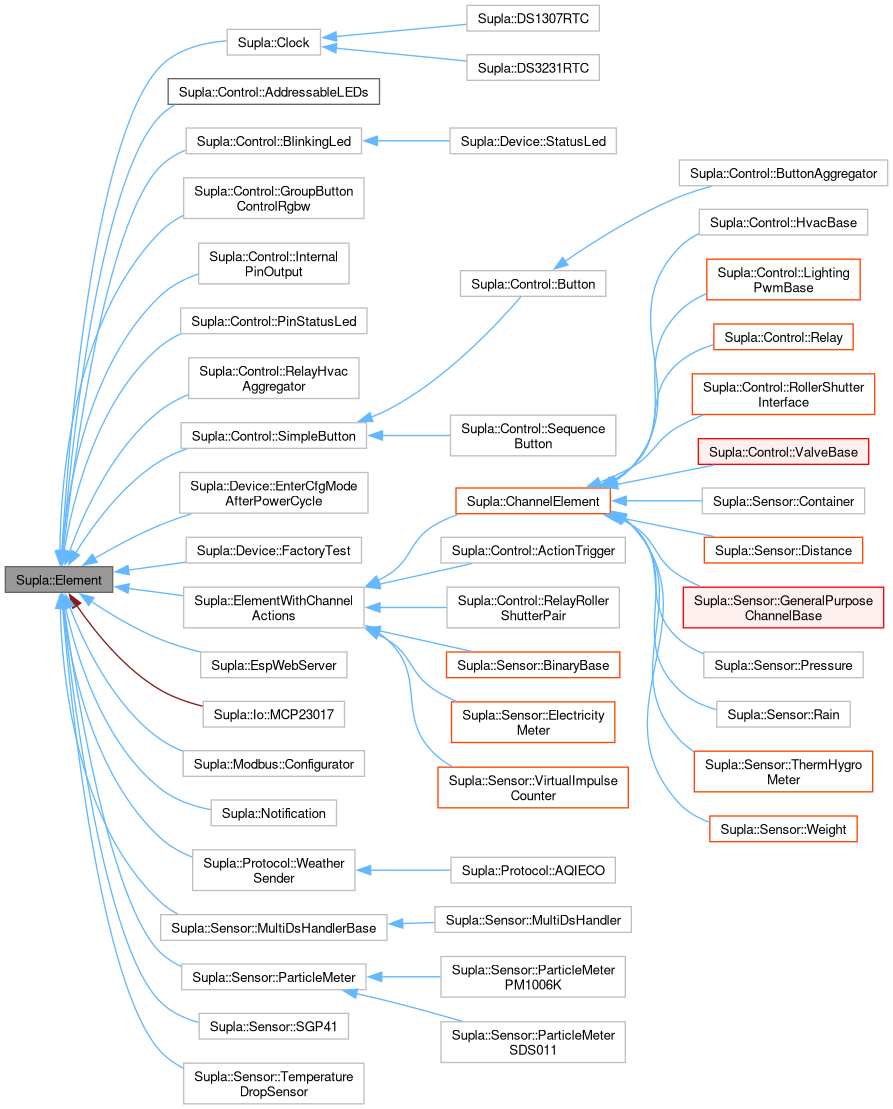 Supla::Element
Supla::Clock
Supla::Control::AddressableLEDs
Supla::Control::BlinkingLed
Supla::Control::GroupButton
ControlRgbw
Supla::Control::Internal
PinOutput
Supla::Control::PinStatusLed
Supla::Control::RelayHvac
Aggregator
Supla::Control::SimpleButton
Supla::Device::EnterCfgMode
AfterPowerCycle
Supla::Device::FactoryTest
Supla::ElementWithChannel
Actions
Supla::EspWebServer
Supla::Io::MCP23017
Supla::Modbus::Configurator
Supla::Notification
Supla::Protocol::Weather
Sender
Supla::Sensor::MultiDsHandlerBase
Supla::Sensor::ParticleMeter
Supla::Sensor::SGP41
Supla::Sensor::Temperature
DropSensor
Supla::DS1307RTC
Supla::DS3231RTC
Supla::Device::StatusLed
Supla::Control::Button
Supla::Control::Sequence
Button
Supla::ChannelElement
Supla::Control::ActionTrigger
Supla::Control::RelayRoller
ShutterPair
Supla::Sensor::BinaryBase
Supla::Sensor::Electricity
Meter
Supla::Sensor::VirtualImpulse
Counter
Supla::Protocol::AQIECO
Supla::Sensor::MultiDsHandler
Supla::Sensor::ParticleMeter
PM1006K
Supla::Sensor::ParticleMeter
SDS011
Supla::Control::ButtonAggregator
Supla::Control::HvacBase
Supla::Control::Lighting
PwmBase
Supla::Control::Relay
Supla::Control::RollerShutter
Interface
Supla::Control::ValveBase
Supla::Sensor::Container
Supla::Sensor::Distance
Supla::Sensor::GeneralPurpose
ChannelBase
Supla::Sensor::Pressure
Supla::Sensor::Rain
Supla::Sensor::ThermHygro
Meter
Supla::Sensor::Weight